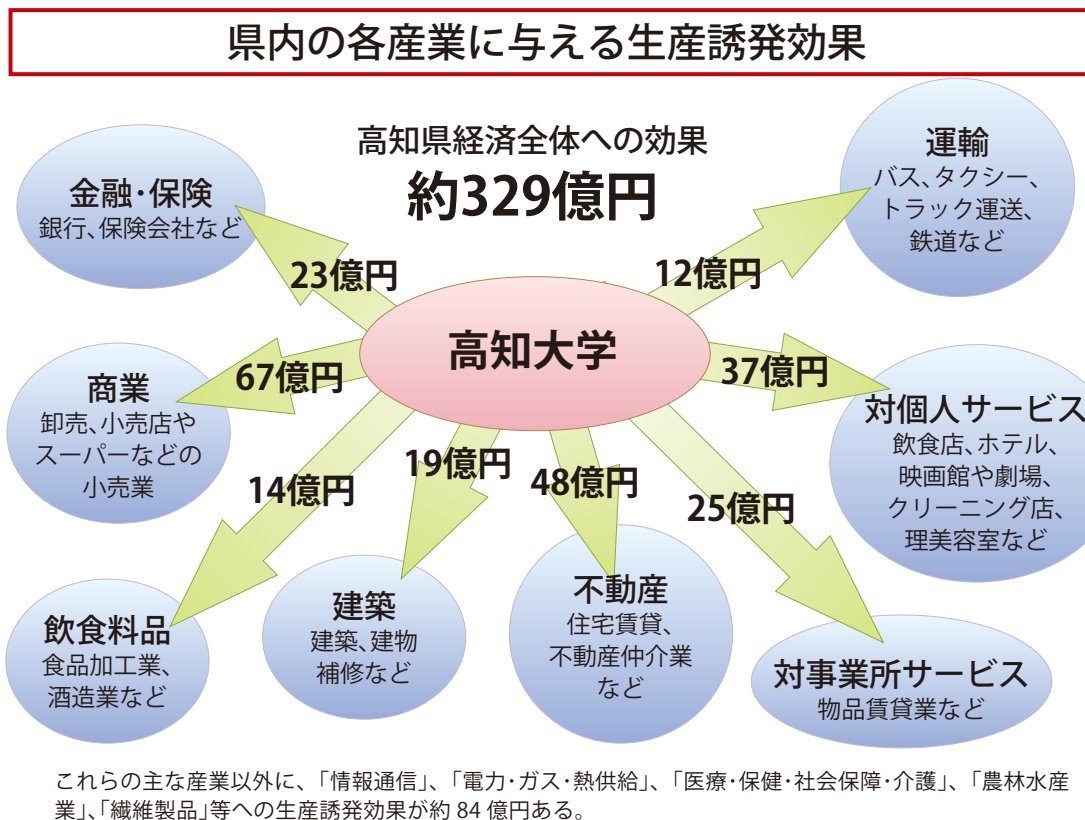 県内の各産業に与える生産誘発効果
高知県経済全体への効果
約329億円
金融・保険
銀行、保険会社など
23億円
運輸
バス、タクシー、
トラック運送、
鉄道など
12億円
高知大学
商業
卸売、小売店や
スーパーなどの
小売業
67億円
対個人サービス
飲食店、ホテル、
映画館や劇場、
クリーニング店、
理美容室など
37億円
飲食料品
食品加工業、
酒造業など
14億円
建築
建築、建物
補修など
19億円
不動産
住宅賃貸、
不動産仲介業
など
48億円
対事業所サービス
物品賃貸業など
25億円
これらの主な産業以外に、「情報通信」、「電力・ガス・熱供給」、「医療・保健・社会保障・介護」、「農林水産
業」、「繊維製品」等への生産誘発効果が約 84 億円ある。